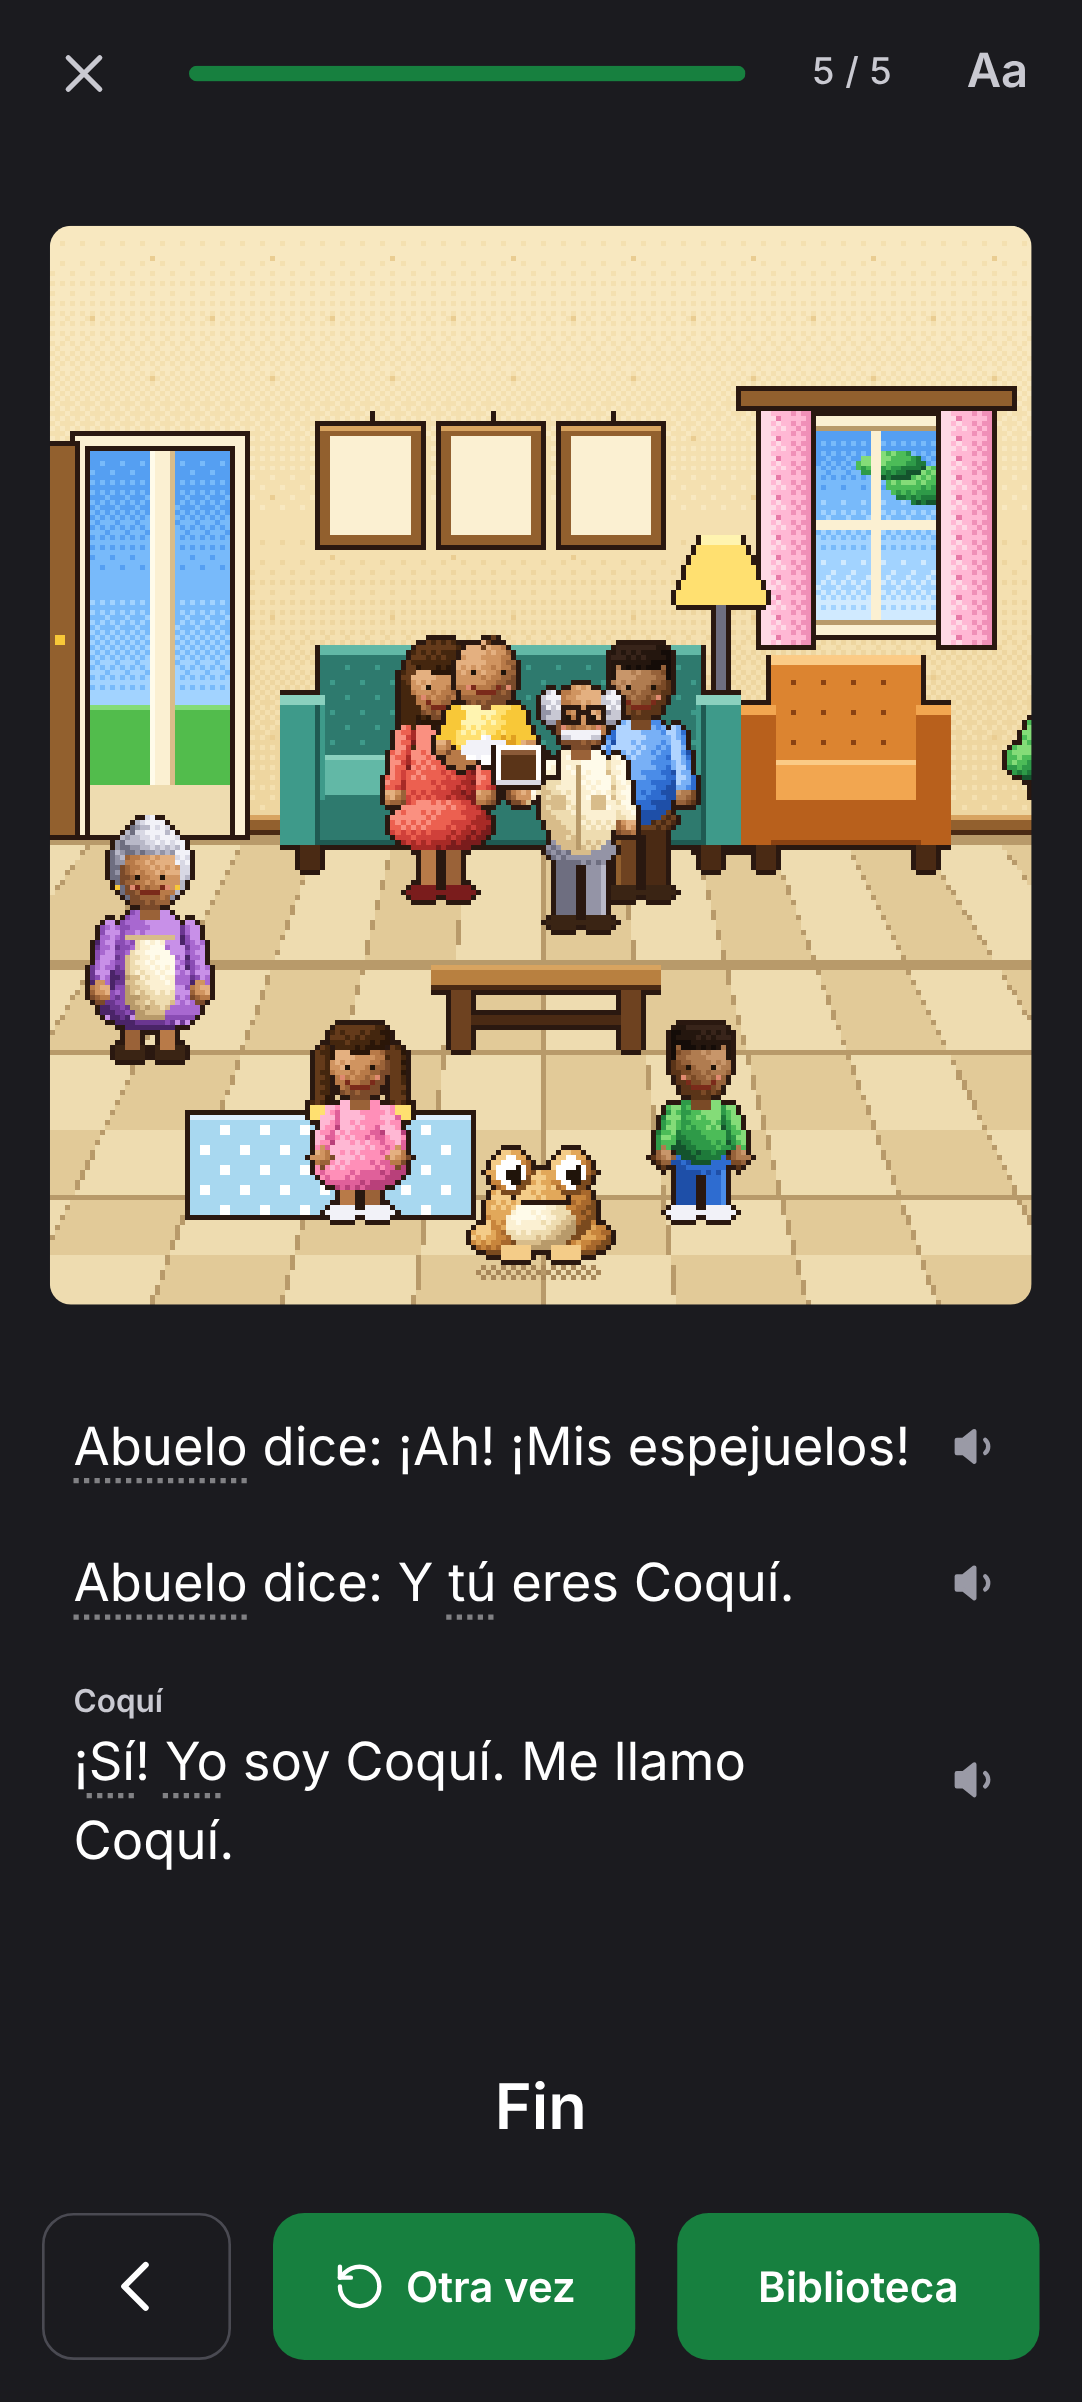 5 / 5
Aa
Abuelo dice: ¡Ah! ¡Mis espejuelos!
Abuelo dice: Y tú eres Coquí.
Coquí
¡Sí! Yo soy Coquí. Me llamo
Coquí.
Fin
Otra vez
Biblioteca